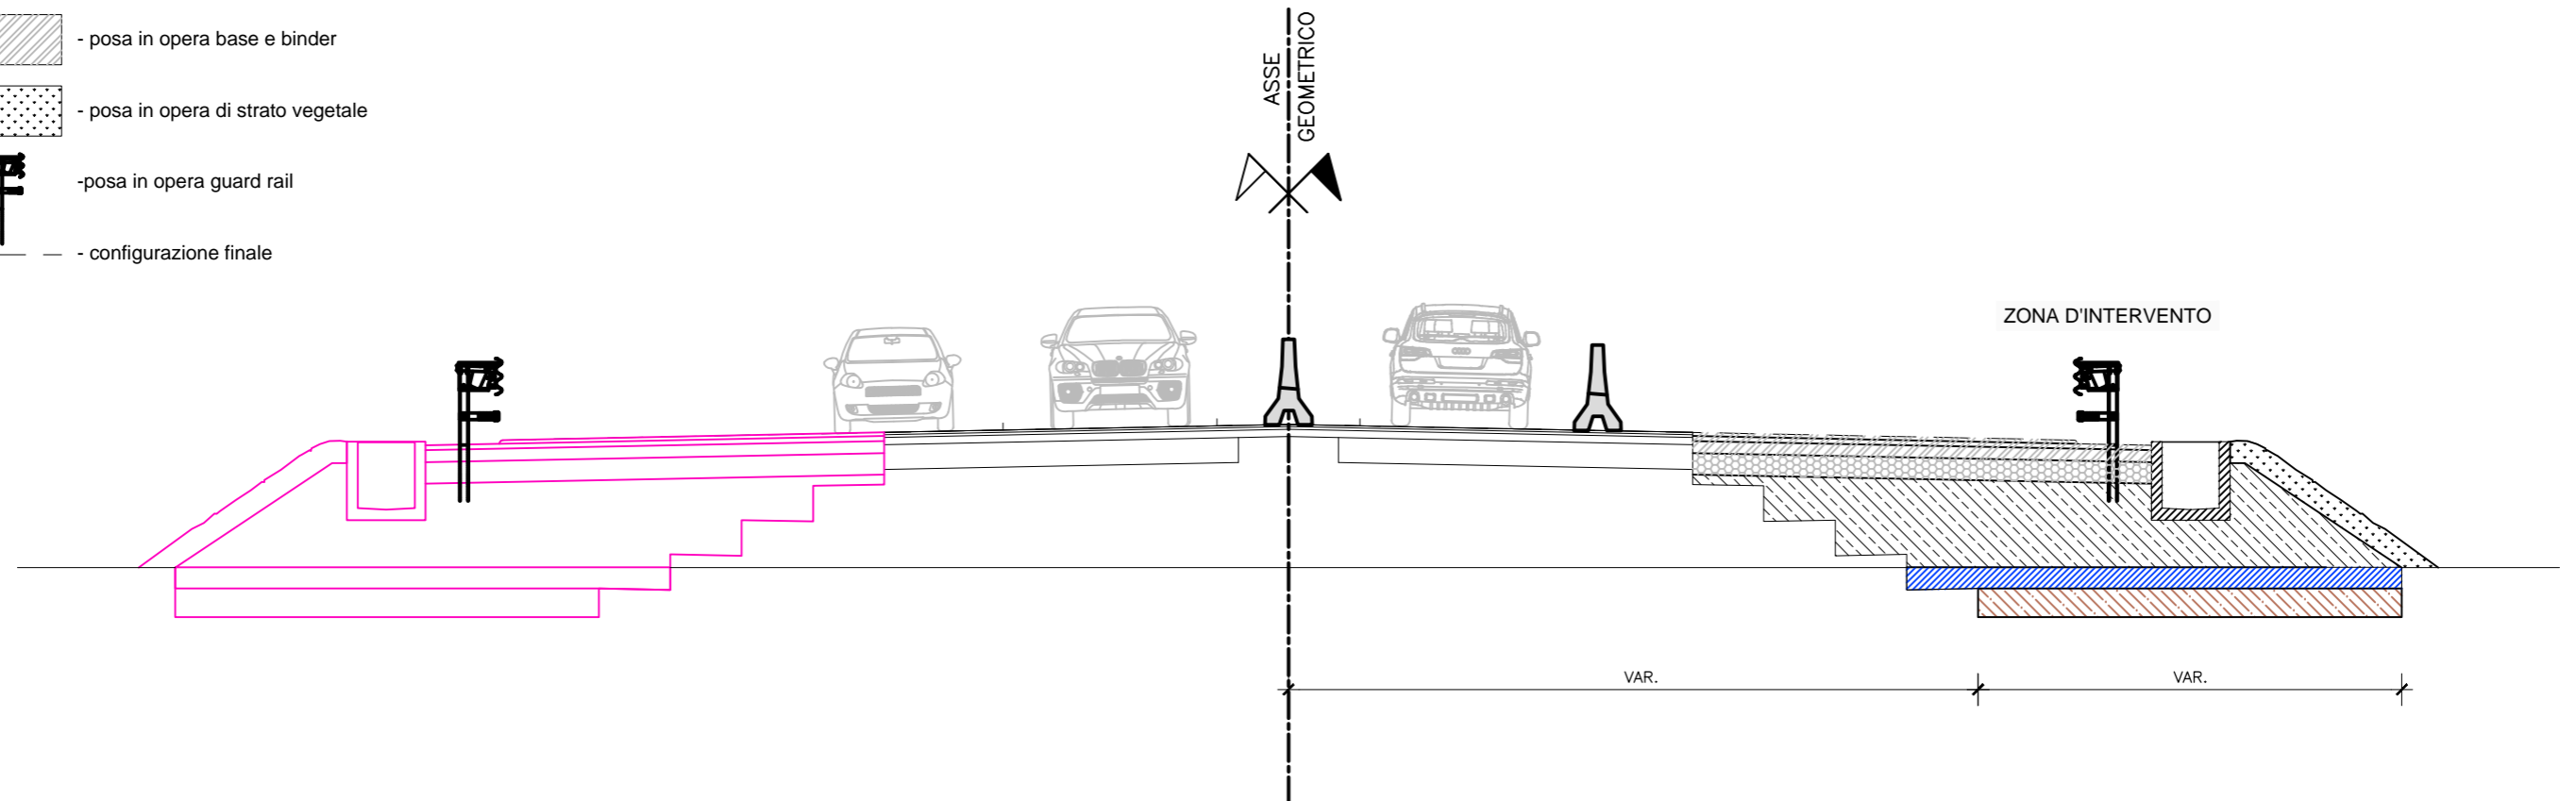 - posa in opera base e binder
- posa in opera di strato vegetale
-posa in opera guard rail
- configurazione finale
ASSE
GEOMETRICO
ZONA D'INTERVENTO
VAR.
VAR.